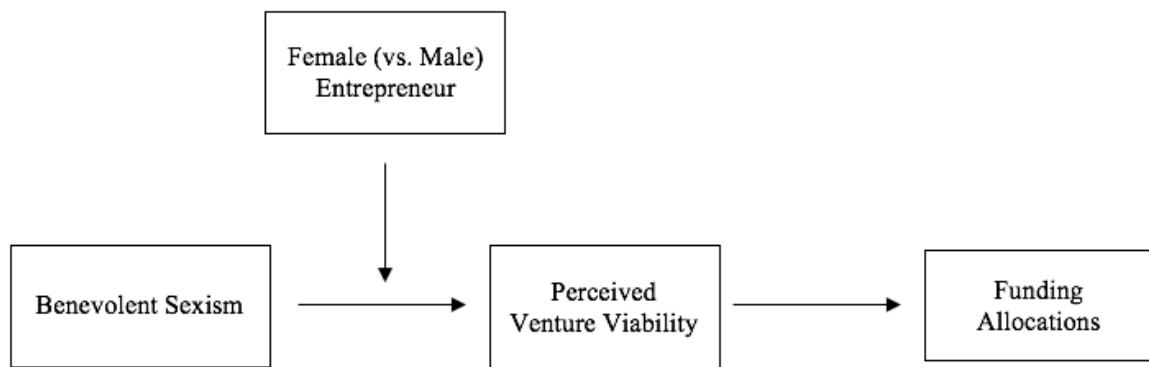 Female (vs. Male)
Entrepreneur
Benevolent Sexism
Perceived
Venture Viability
Funding
Allocations